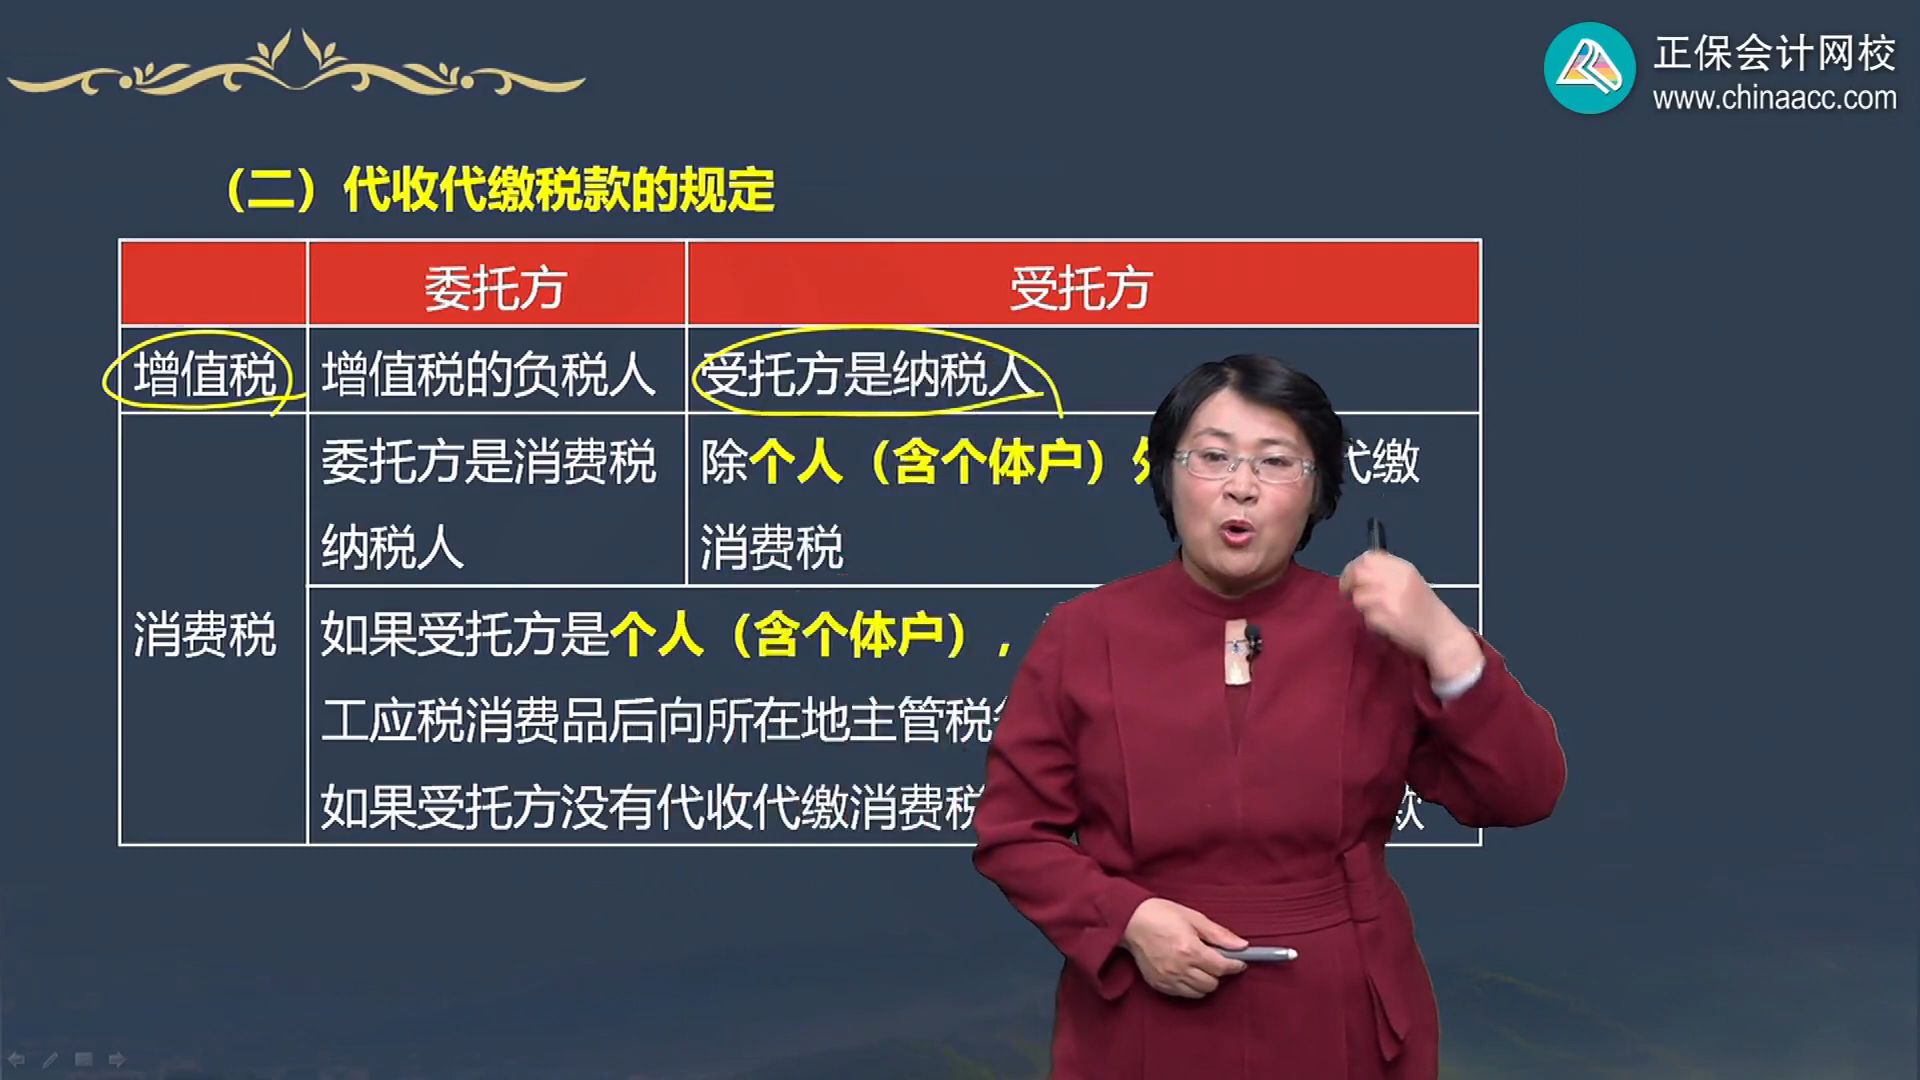 正保会计网校
www.chinaacc.com
（二）代收代缴税款的规定
委托方
受托方
增值税
增值税的负税人
受托方是纳税人
消费税
委托方是消费税
纳税人
除个人（含个体户）
代缴
消费税
如果受托方是个人（含个体户），
工应税消费品后向所在地主管税
如果受托方没有代收代缴消费税
款